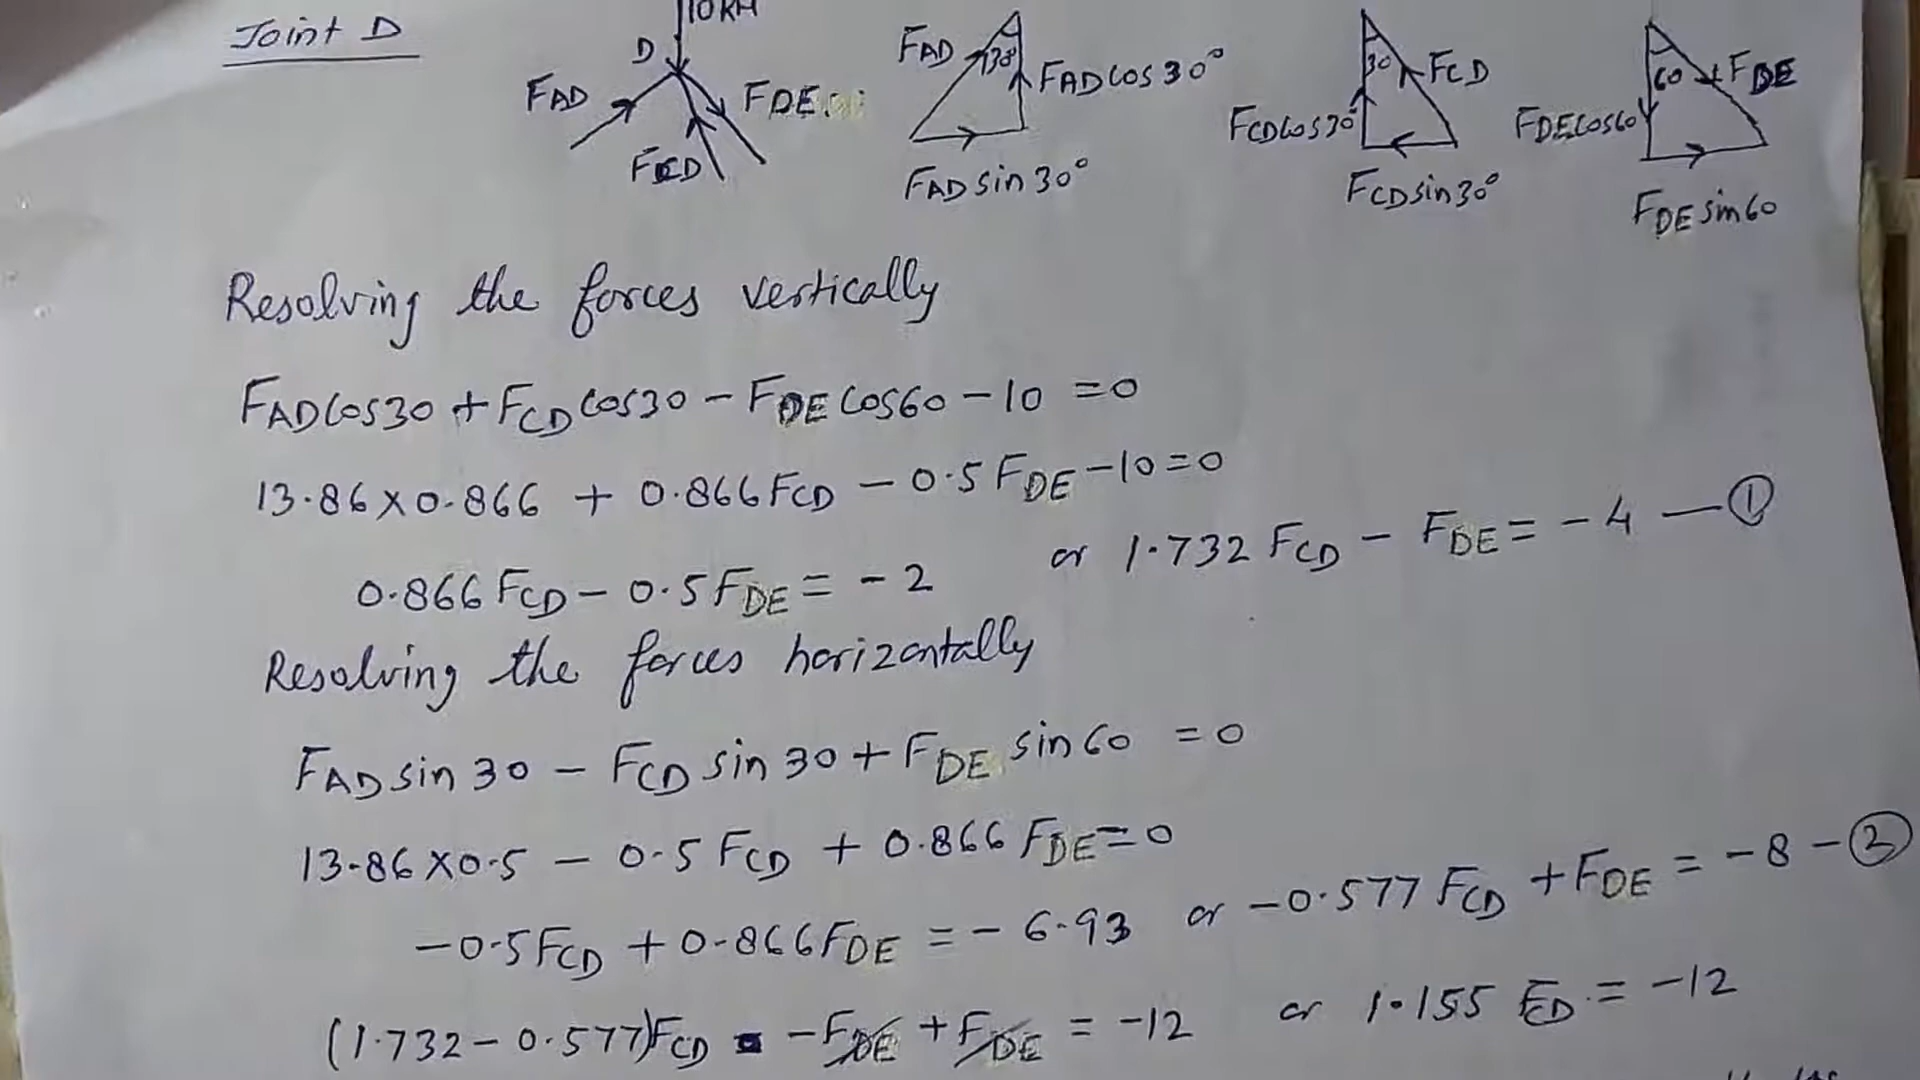 Joint D
10 kN
D
FAD
FDE
FCD
FAD
30°
FAD cos 30°
FAD sin 30°
30
FCD
FCD cos 30°
FCD sin 30°
60
FDE
FDE cos 60
FDE sin 60
Resolving the forces vertically
FAD cos 30 + FCD cos 30 - FDE cos 60 - 10 = 0
13.86 × 0.866 + 0.866 FCD - 0.5 FDE - 10 = 0
0.866 FCD - 0.5 FDE = - 2 or 1.732 FCD - FDE = - 4 — ①
Resolving the forces horizontally
FAD sin 30 - FCD sin 30 + FDE sin 60 = 0
13.86 × 0.5 - 0.5 FCD + 0.866 FDE = 0
-0.5 FCD + 0.866 FDE = - 6.93 or - 0.577 FCD + FDE = - 8 - ②
(1.732 - 0.577) FCD - FDE + FDE = -12 or 1.155 FCD = -12